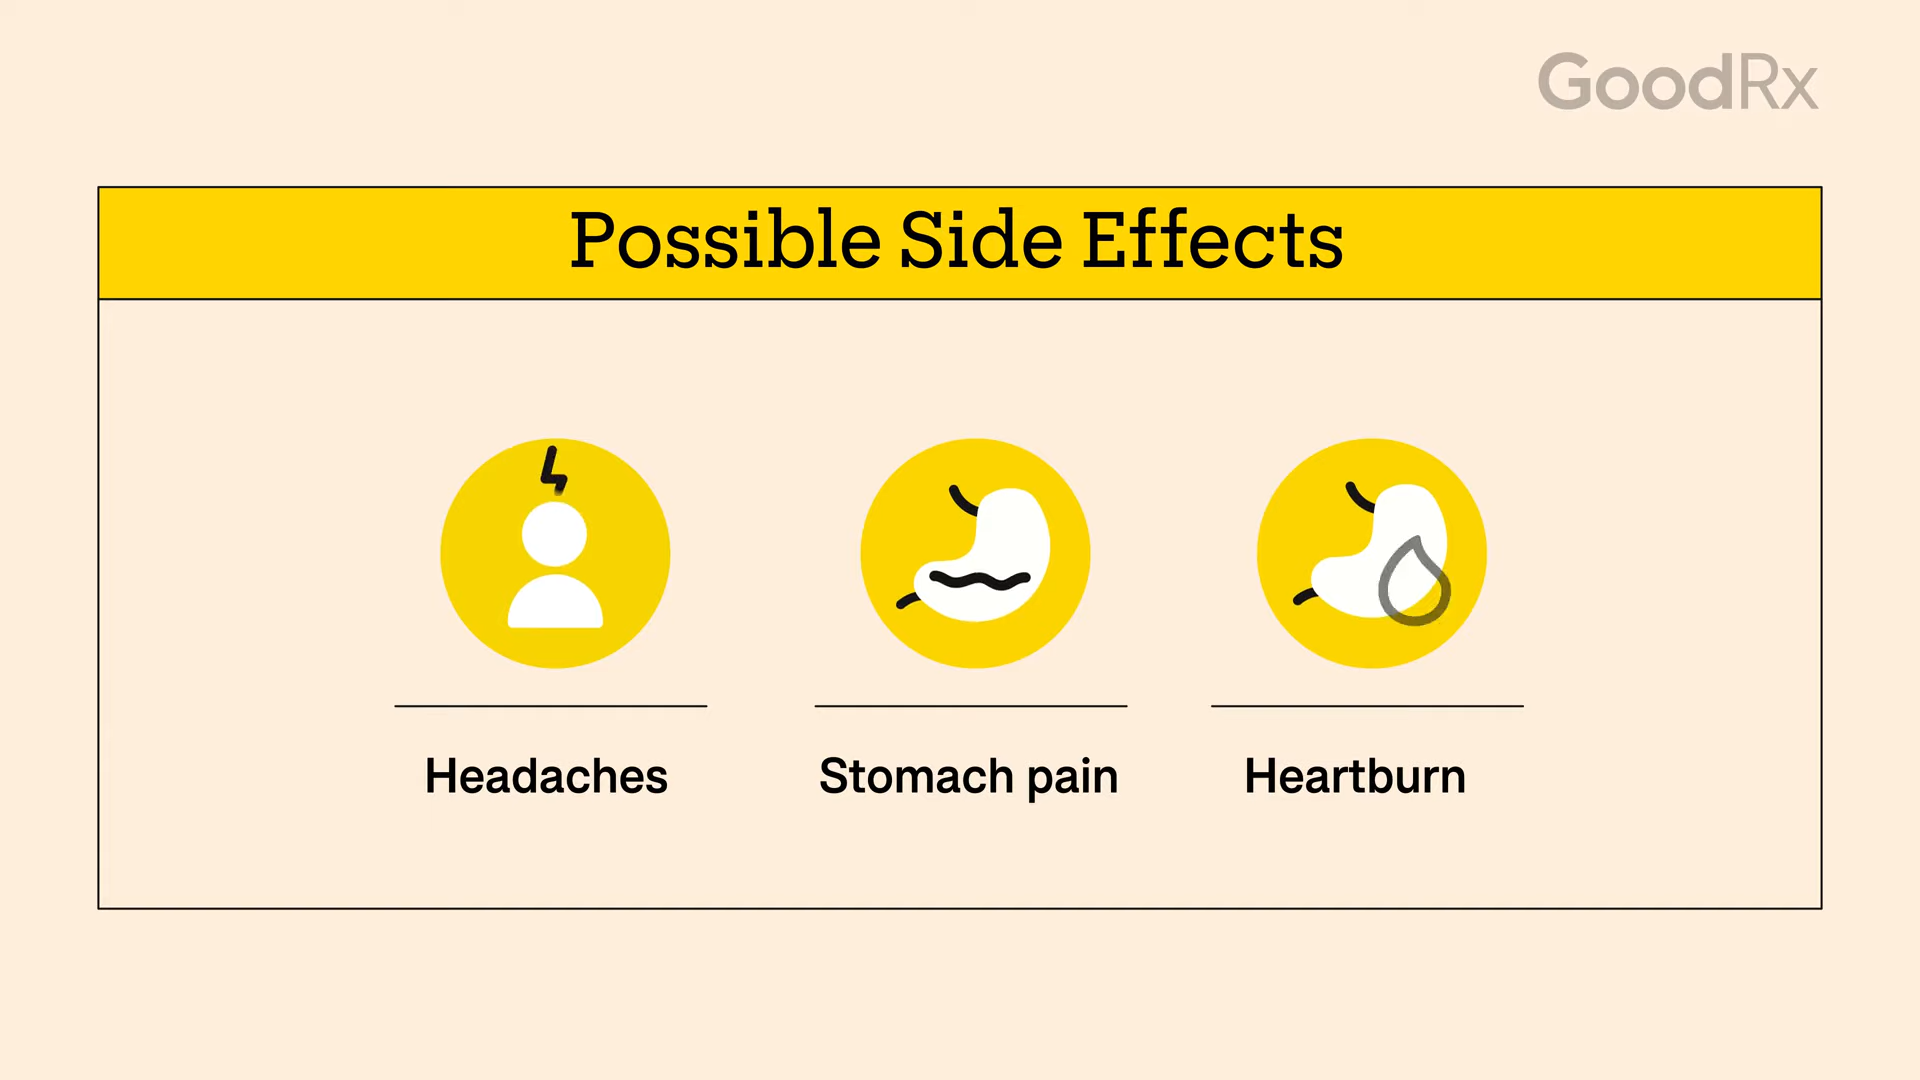 GoodRx
Possible Side Effects
Headaches
Stomach pain
Heartburn